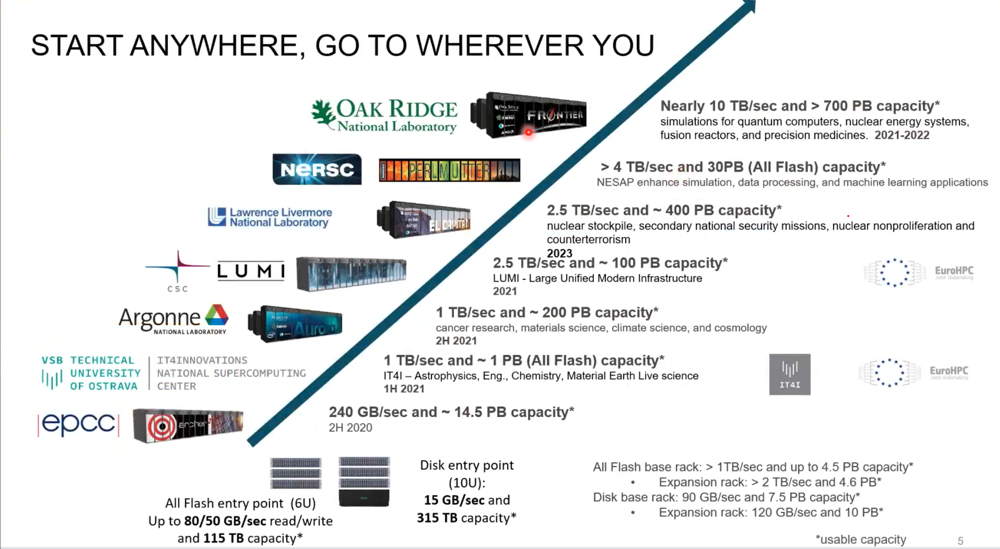 START ANYWHERE, GO TO WHEREVER YOU
OAK RIDGE
National Laboratory
OAK RIDGE
ENERGY
AMD
FRONTIER
Nearly 10 TB/sec and > 700 PB capacity*
simulations for quantum computers, nuclear energy systems,
fusion reactors, and precision medicines. 2021-2022
NERSC
PERLMUTTER
> 4 TB/sec and 30PB (All Flash) capacity*
NESAP enhance simulation, data processing, and machine learning applications
Lawrence Livermore
National Laboratory
EL CAPITAN
2.5 TB/sec and ~ 400 PB capacity*
nuclear stockpile, secondary national security missions, nuclear nonproliferation and
counterterrorism
2023
CSC
LUMI
2.5 TB/sec and ~ 100 PB capacity*
LUMI - Large Unified Modern Infrastructure
2021
EuroHPC
Joint Undertaking
Argonne
NATIONAL LABORATORY
Aurora
1 TB/sec and ~ 200 PB capacity*
cancer research, materials science, climate science, and cosmology
2H 2021
VSB TECHNICAL
UNIVERSITY
OF OSTRAVA
IT4INNOVATIONS
NATIONAL SUPERCOMPUTING
CENTER
1 TB/sec and ~ 1 PB (All Flash) capacity*
IT4I – Astrophysics, Eng., Chemistry, Material Earth Live science
1H 2021
IT4I
EuroHPC
Joint Undertaking
epcc
archer2
240 GB/sec and ~ 14.5 PB capacity*
2H 2020
All Flash entry point (6U)
Up to 80/50 GB/sec read/write
and 115 TB capacity*
Disk entry point
(10U):
15 GB/sec and
315 TB capacity*
All Flash base rack: > 1TB/sec and up to 4.5 PB capacity*
• Expansion rack: > 2 TB/sec and 4.6 PB*
Disk base rack: 90 GB/sec and 7.5 PB capacity*
• Expansion rack: 120 GB/sec and 10 PB*
*usable capacity
5